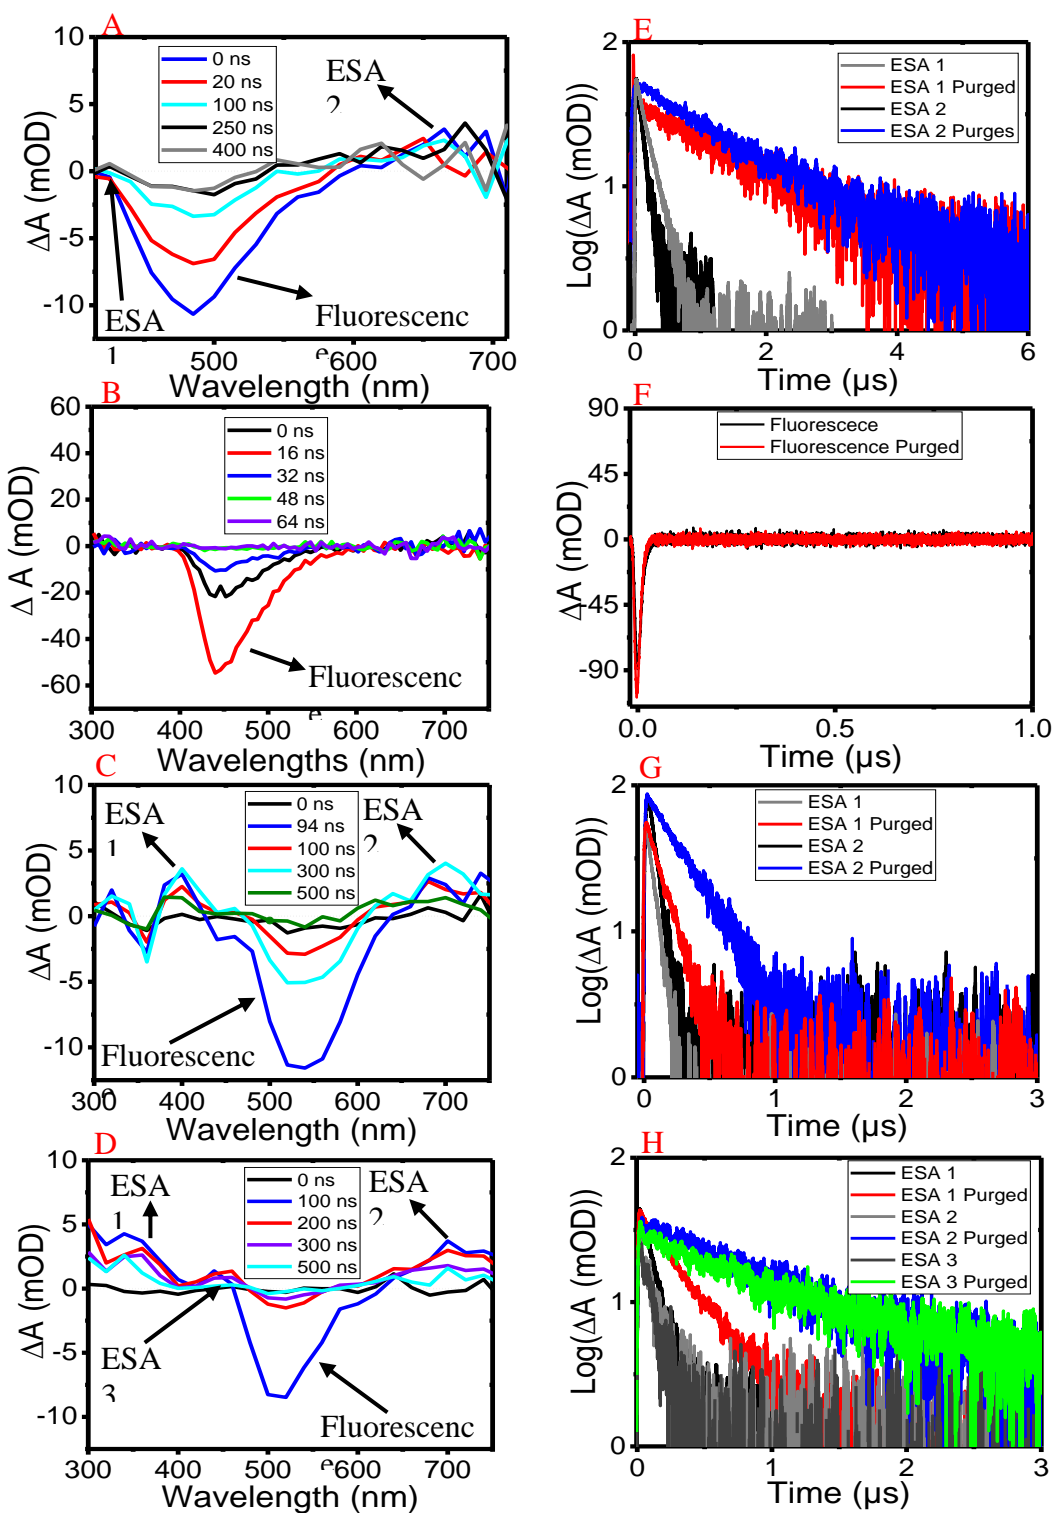 A
10
5
0
-5
-10
ΔA (mOD)
0 ns
20 ns
100 ns
250 ns
400 ns
ESA
2
ESA
1
Fluorescenc
e
500
600
700
Wavelength (nm)
E
2
1
0
Log(ΔA (mOD))
ESA 1
ESA 1 Purged
ESA 2
ESA 2 Purges
0
2
4
6
Time (µs)
B
60
40
20
0
-20
-40
-60
Δ A (mOD)
0 ns
16 ns
32 ns
48 ns
64 ns
Fluorescenc
e
300
400
500
600
700
Wavelengths (nm)
F
90
45
0
-45
-90
ΔA (mOD)
Fluorescece
Fluorescence Purged
0.0
0.5
1.0
Time (µs)
C
10
5
0
-5
-10
ΔA (mOD)
ESA
1
0 ns
94 ns
100 ns
300 ns
500 ns
ESA
2
Fluorescenc
e
300
400
500
600
700
Wavelength (nm)
G
2
1
0
Log(ΔA (mOD))
ESA 1
ESA 1 Purged
ESA 2
ESA 2 Purged
0
1
2
3
Time (µs)
D
10
5
0
-5
-10
ΔA (mOD)
ESA
1
0 ns
100 ns
200 ns
300 ns
500 ns
ESA
2
ESA
3
Fluorescenc
e
300
400
500
600
700
Wavelength (nm)
H
2
1
0
Log(ΔA (mOD))
ESA 1
ESA 1 Purged
ESA 2
ESA 2 Purged
ESA 3
ESA 3 Purged
0
1
2
3
Time (µs)